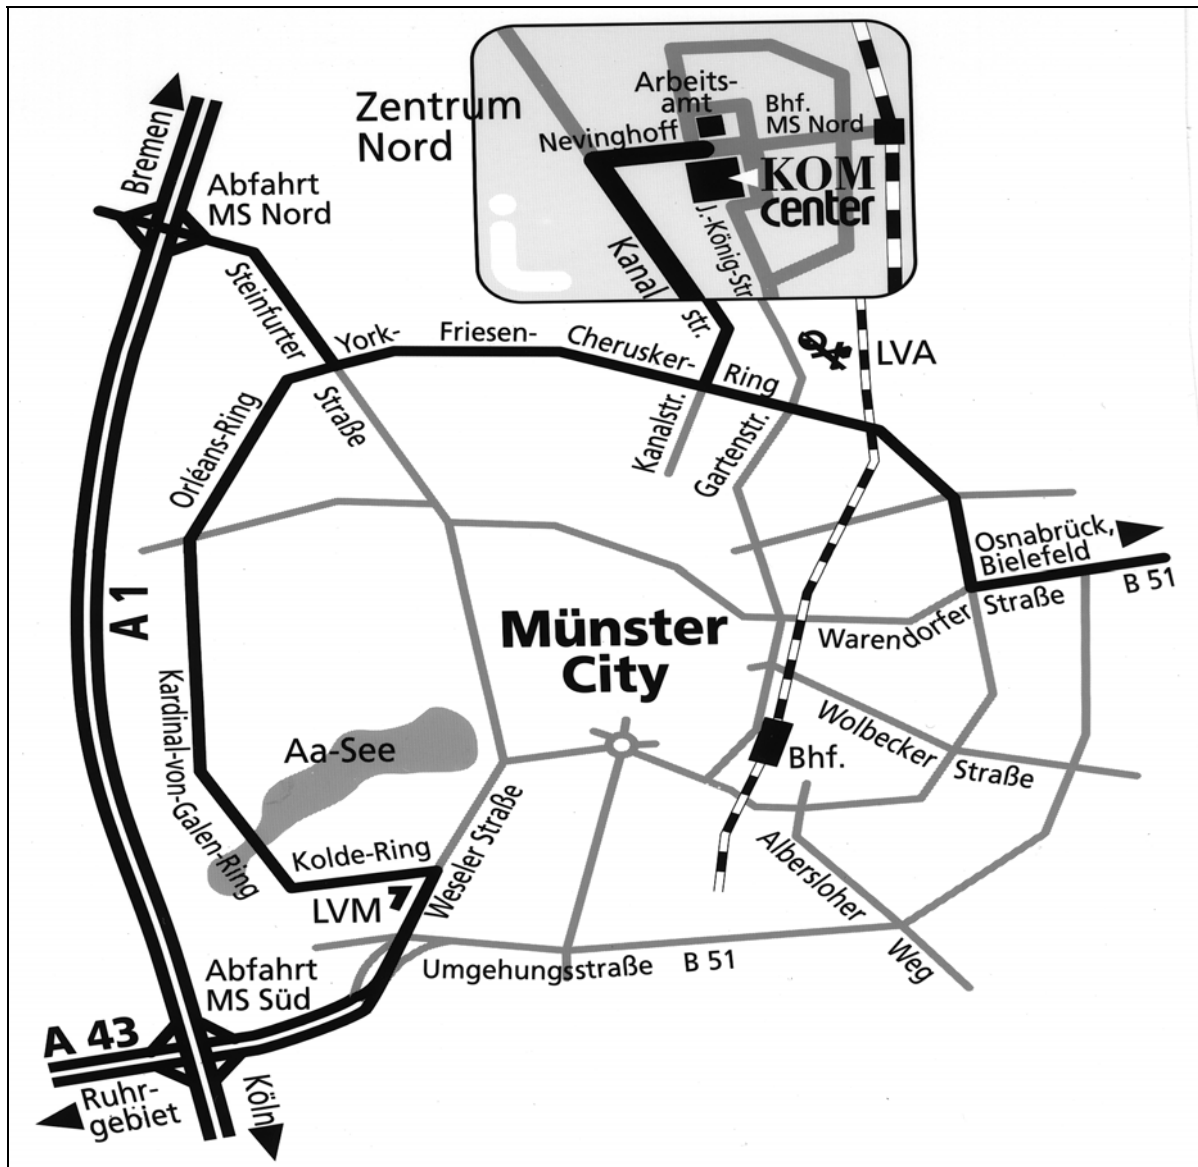 Zentrum
Nord
Arbeits-
amt
Bhf.
MS Nord
Nevinghoff
KOM
center
J.-König-Str
Kanal
str.
Bremen
Abfahrt
MS Nord
Steinfurter
Straße
York-
Friesen-
Cherusker-
Ring
LVA
Orléans-Ring
Kanalstr.
Gartenstr.
Osnabrück,
Bielefeld
B 51
Warendorfer Straße
A 1
Münster
City
Kardinal-von-Galen-Ring
Aa-See
Bhf.
Wolbecker
Straße
Kolde-Ring
Weseler Straße
LVM
Albersloher
Weg
Abfahrt
MS Süd
Umgehungsstraße B 51
A 43
Ruhr-
gebiet
Köln